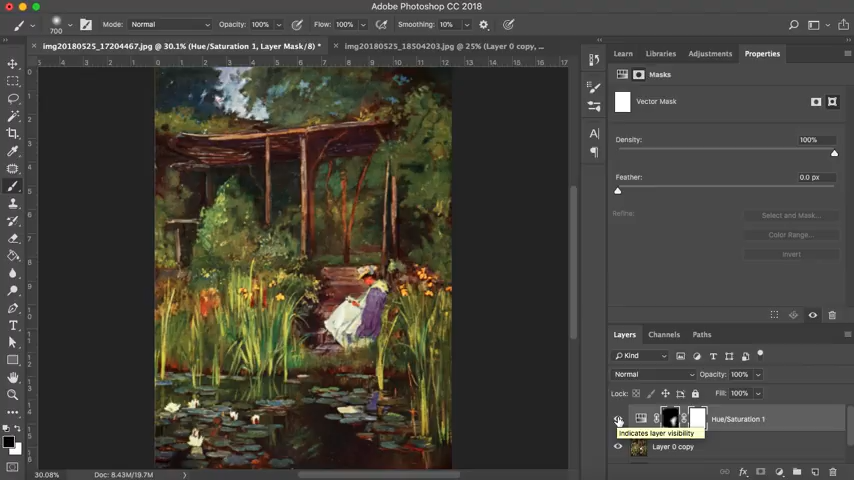 Adobe Photoshop CC 2018
700
Mode: Normal
Opacity: 100%
Flow: 100%
Smoothing: 10%
img20180525_17204467.jpg @ 30.1% (Hue/Saturation 1, Layer Mask/8) *
img20180525_18504203.jpg @ 25% (Layer 0 copy, ...
Learn
Libraries
Adjustments
Properties
Masks
Vector Mask
Density:
100%
Feather:
0.0 px
Refine:
Select and Mask...
Color Range...
Invert
Layers
Channels
Paths
Kind
Normal
Opacity: 100%
Lock:
Fill: 100%
Hue/Saturation 1
Indicates layer visibility
Layer 0 copy
30.08%
Doc: 8.43M/19.7M